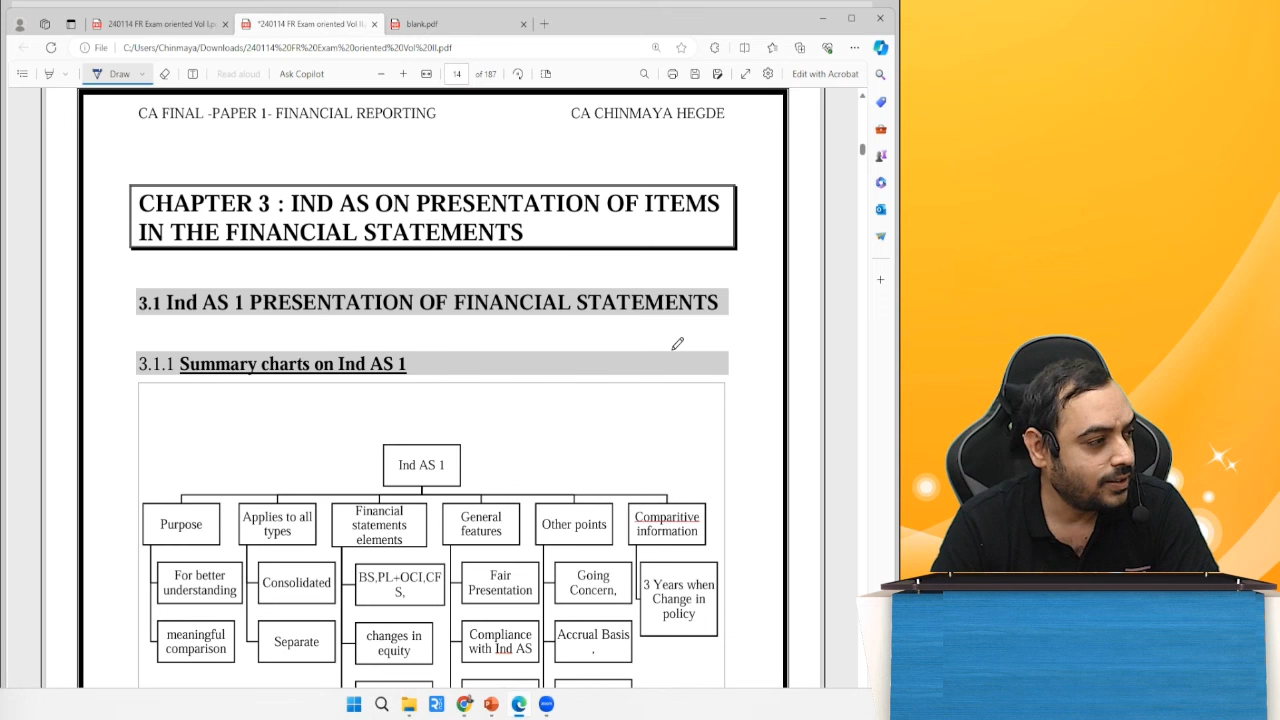 240114 FR Exam oriented Vol I.p
*240114 FR Exam oriented Vol II.
blank.pdf
File
C:/Users/Chinmaya/Downloads/240114%20FR%20Exam%20oriented%20Vol%20II.pdf
Draw
Read aloud
Ask Copilot
14
of 187
Edit with Acrobat
CA FINAL -PAPER 1- FINANCIAL REPORTING
CA CHINMAYA HEGDE
CHAPTER 3 : IND AS ON PRESENTATION OF ITEMS
IN THE FINANCIAL STATEMENTS
3.1 Ind AS 1 PRESENTATION OF FINANCIAL STATEMENTS
3.1.1 Summary charts on Ind AS 1
Ind AS 1
Purpose
For better
understanding
meaningful
comparison
Applies to all
types
Consolidated
Separate
Financial
statements
elements
BS,PL+OCI,CF
S,
changes in
equity
General
features
Fair
Presentation
Compliance
with Ind AS
Other points
Going
Concern,
Accrual Basis
,
Comparitive
information
3 Years when
Change in
policy
zoom